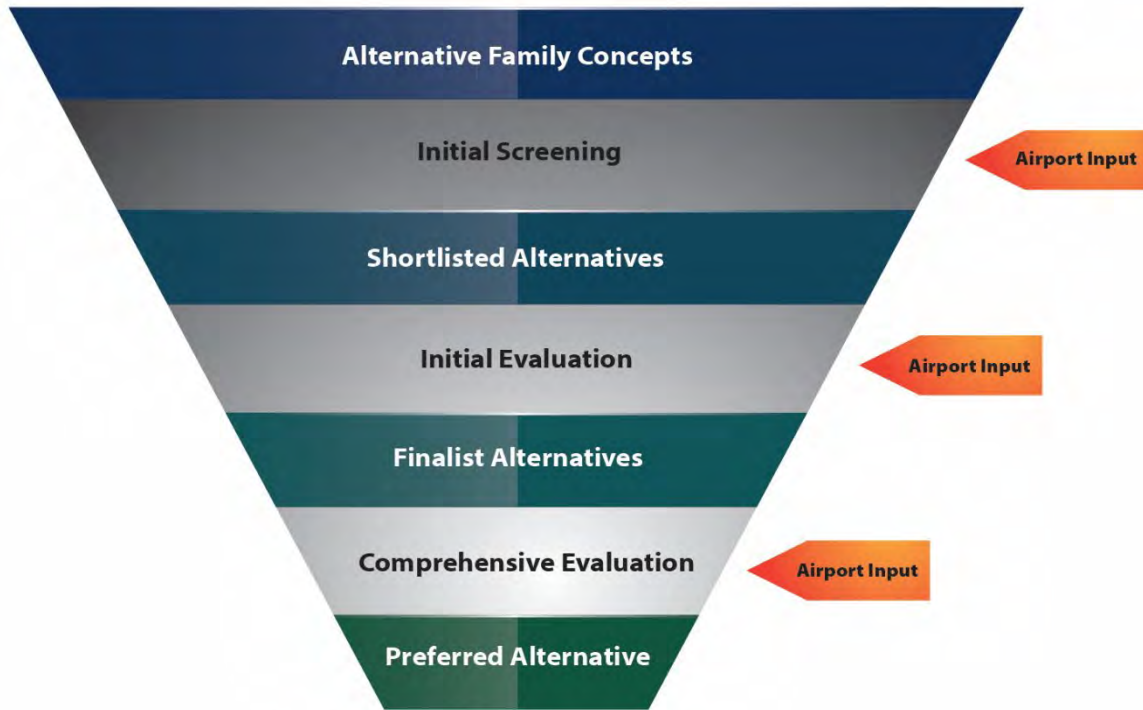 Alternative Family Concepts
Initial Screening
Airport Input
Shortlisted Alternatives
Initial Evaluation
Airport Input
Finalist Alternatives
Comprehensive Evaluation
Airport Input
Preferred Alternative